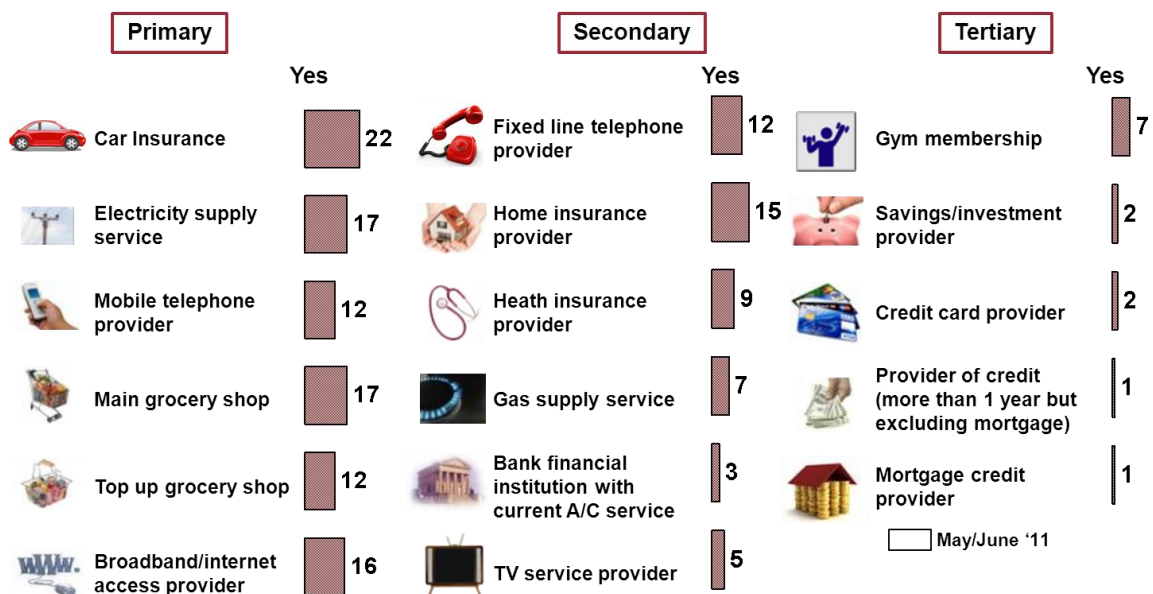 Primary
Yes
Car Insurance
22
Electricity supply
service
17
Mobile telephone
provider
12
Main grocery shop
17
Top up grocery shop
12
www.
Broadband/internet
access provider
16
Secondary
Yes
Fixed line telephone
provider
12
Home insurance
provider
15
Heath insurance
provider
9
Gas supply service
7
Bank financial
institution with
current A/C service
3
TV service provider
5
Tertiary
Yes
Gym membership
7
Savings/investment
provider
2
Credit card provider
2
Provider of credit
(more than 1 year but
excluding mortgage)
1
Mortgage credit
provider
1
May/June ‘11